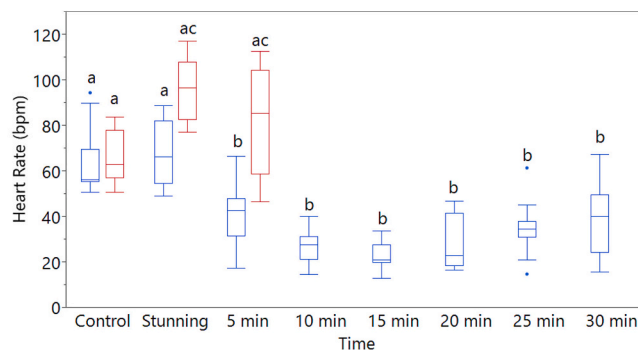 120
100
80
60
40
20
0
Heart Rate (bpm)
a
a
a
ac
b
ac
b
b
b
b
b
Control Stunning 5 min 10 min 15 min 20 min 25 min 30 min
Time